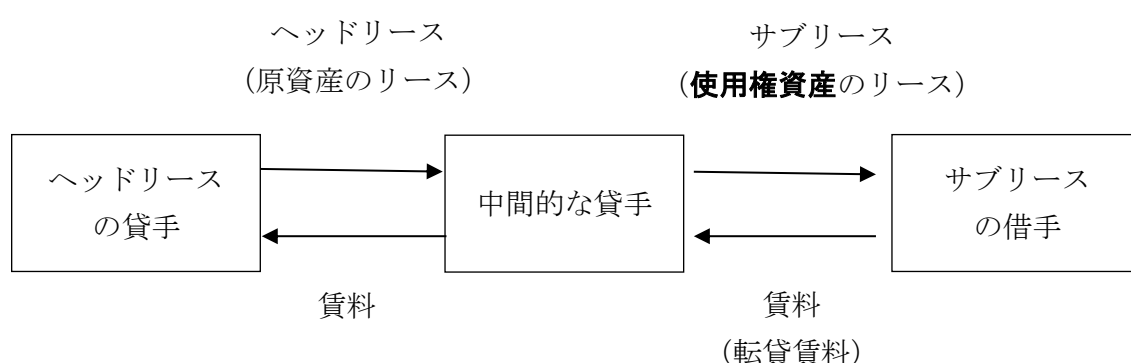 ヘッドリース
（原資産のリース）
サブリース
（使用権資産のリース）
ヘッドリース
の貸手
中間的な貸手
サブリース
の借手
賃料
賃料
（転貸賃料）